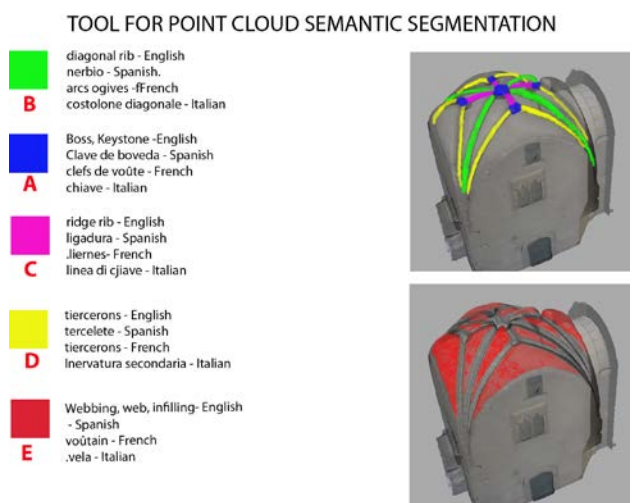 TOOL FOR POINT CLOUD SEMANTIC SEGMENTATION
diagonal rib - English
nerbio - Spanish.
arcs ogives -fFrench
costolone diagonale - Italian
B
Boss, Keystone -English
Clave de boveda - Spanish
clefs de voûte - French
chiave - Italian
A
ridge rib - English
ligadura - Spanish
.liernes- French
linea di cjiave - Italian
C
tiercerons - English
tercelete - Spanish
tiercerons - French
Inervatura secondaria - Italian
D
Webbing, web, infilling- English
- Spanish
voûtain - French
.vela - Italian
E